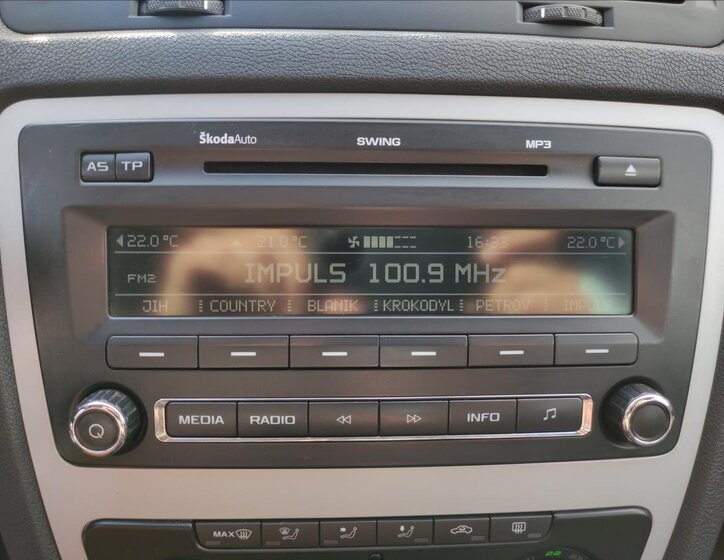 ŠkodaAuto SWING MP3
AS TP
22.0 °C 21.0 °C 16:33 22.0 °C
FM2 IMPULS 100.9 MHz
JIH COUNTRY BLANIK KROKODYL PETROV IMPULS
MEDIA RADIO INFO
MAX